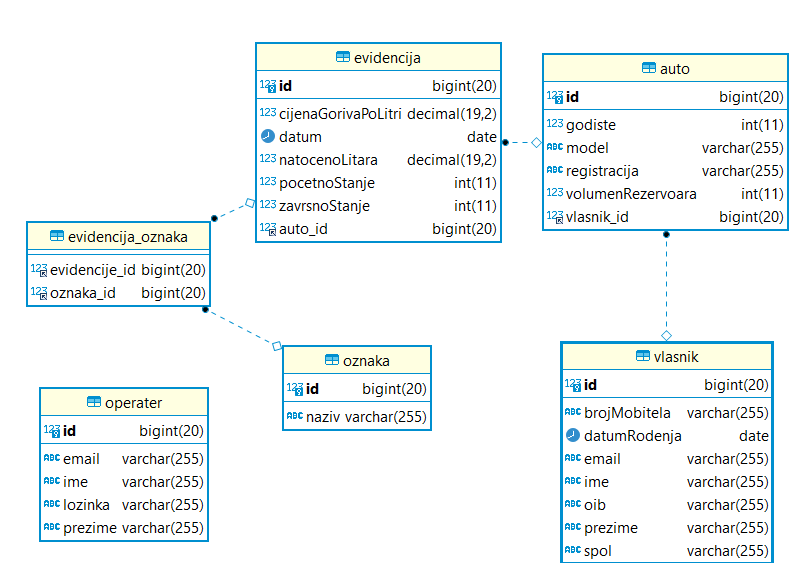 evidencija
123 id bigint(20)
123 cijenaGorivaPoLitri decimal(19,2)
datum date
123 natocenoLitara decimal(19,2)
123 pocetnoStanje int(11)
123 zavrsnoStanje int(11)
123 auto_id bigint(20)
auto
123 id bigint(20)
123 godiste int(11)
ABC model varchar(255)
ABC registracija varchar(255)
123 volumenRezervoara int(11)
123 vlasnik_id bigint(20)
evidencija_oznaka
123 evidencije_id bigint(20)
123 oznaka_id bigint(20)
oznaka
123 id bigint(20)
ABC naziv varchar(255)
operater
123 id bigint(20)
ABC email varchar(255)
ABC ime varchar(255)
ABC lozinka varchar(255)
ABC prezime varchar(255)
vlasnik
123 id bigint(20)
ABC brojMobitela varchar(255)
datumRodenja date
ABC email varchar(255)
ABC ime varchar(255)
ABC oib varchar(255)
ABC prezime varchar(255)
ABC spol varchar(255)